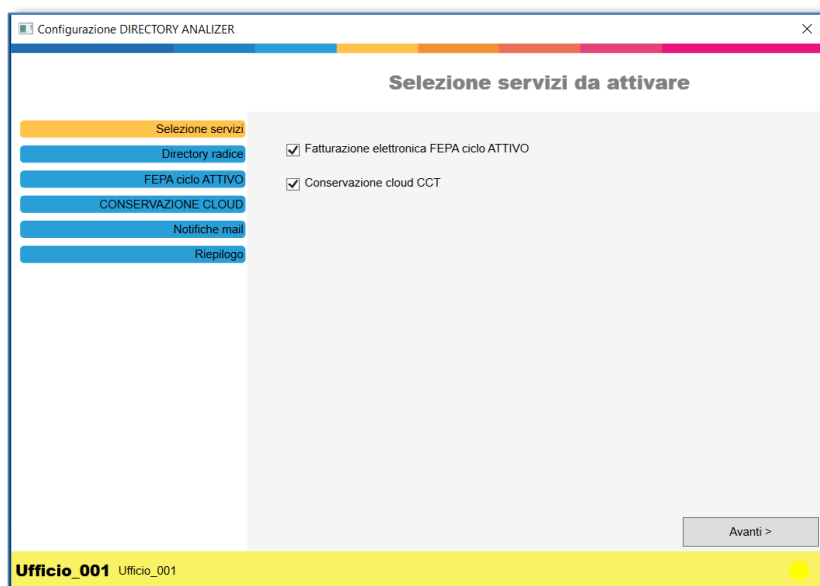 Configurazione DIRECTORY ANALIZER
Selezione servizi da attivare
Selezione servizi
Directory radice
FEPA ciclo ATTIVO
CONSERVAZIONE CLOUD
Notifiche mail
Riepilogo
Fatturazione elettronica FEPA ciclo ATTIVO
Conservazione cloud CCT
Avanti >
Ufficio_001 Ufficio_001